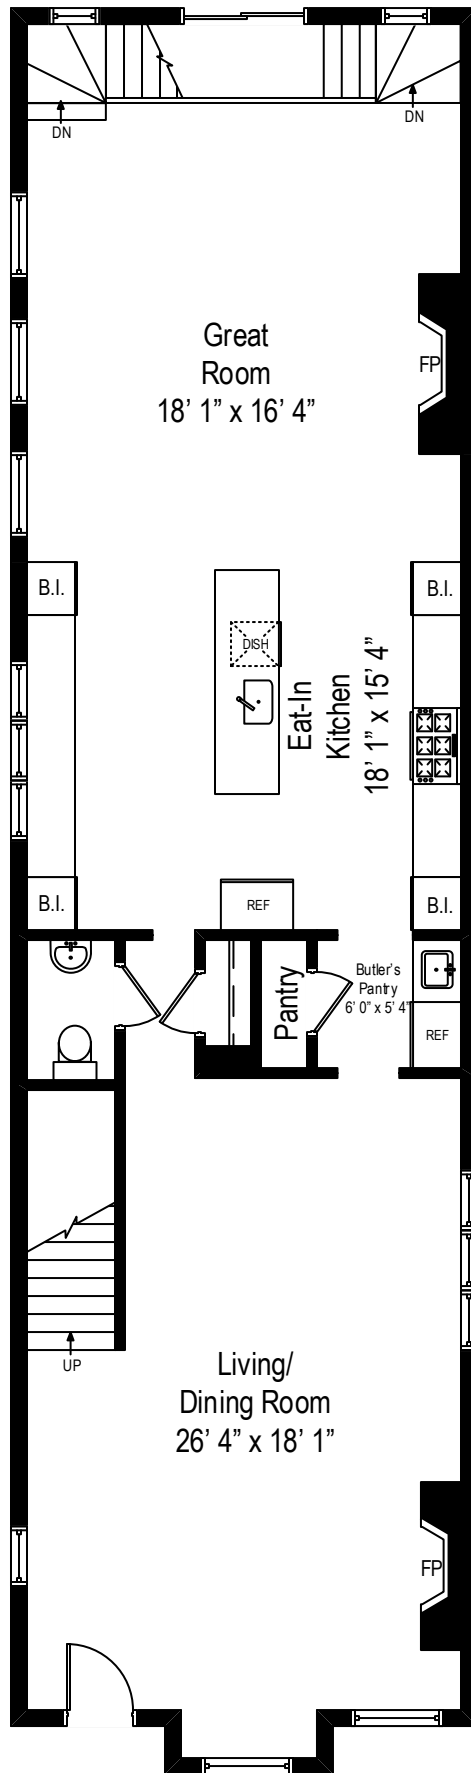 DN
DN
Great
Room
18' 1" x 16' 4"
FP
B.I.
B.I.
DISH
Eat-In
Kitchen
18' 1" x 15' 4"
B.I.
REF
B.I.
Pantry
Butler's
Pantry
6' 0" x 5' 4"
REF
UP
Living/
Dining Room
26' 4" x 18' 1"
FP